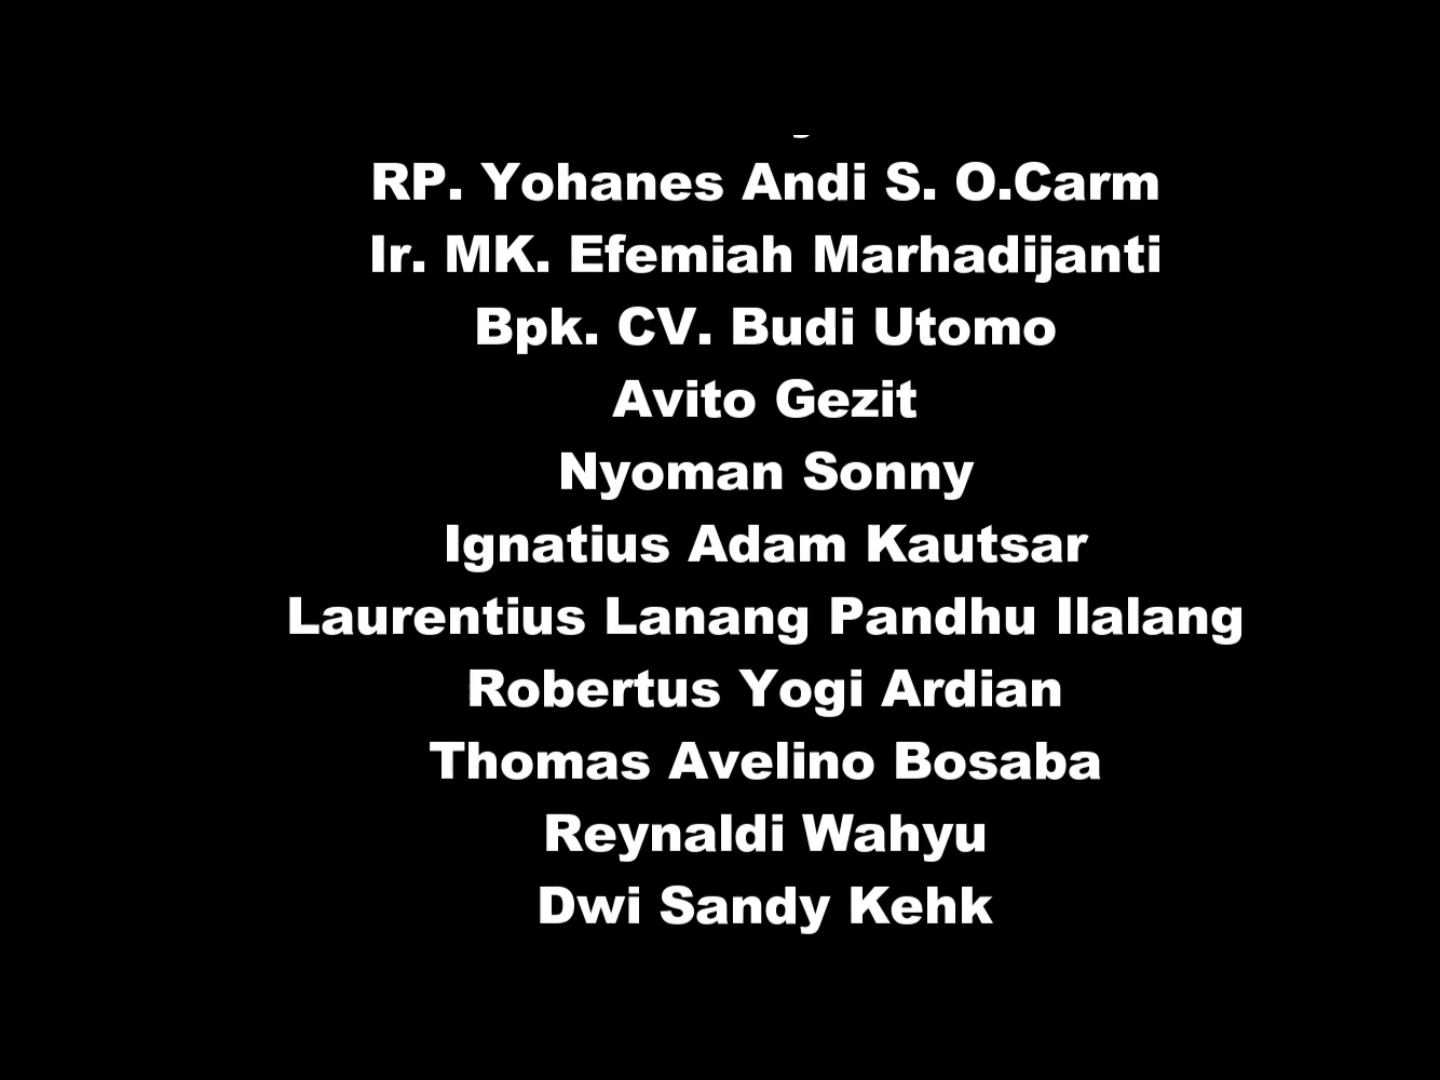 RP. Yohanes Andi S. O.Carm
Ir. MK. Efemiah Marhadijanti
Bpk. CV. Budi Utomo
Avito Gezit
Nyoman Sonny
Ignatius Adam Kautsar
Laurentius Lanang Pandhu Ilalang
Robertus Yogi Ardian
Thomas Avelino Bosaba
Reynaldi Wahyu
Dwi Sandy Kehk